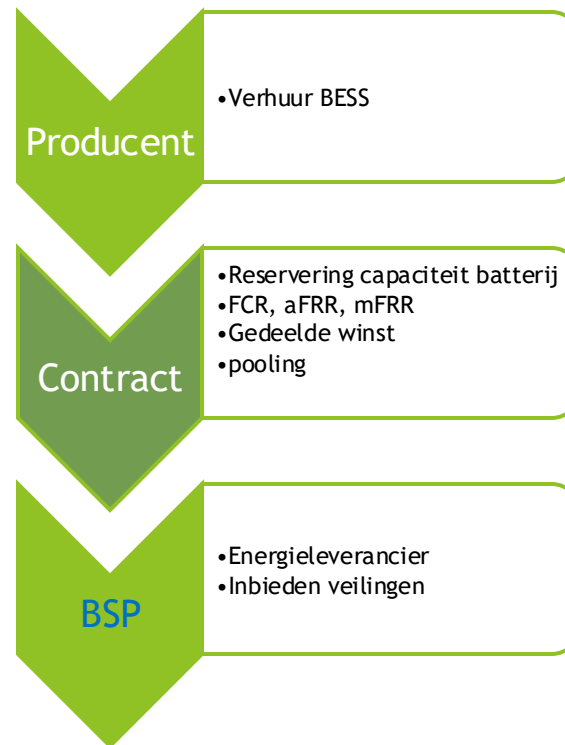 Producent
•Verhuur BESS
Contract
•Reservering capaciteit batterij
•FCR, aFRR, mFRR
•Gedeelde winst
•pooling
BSP
•Energieleverancier
•Inbieden veilingen